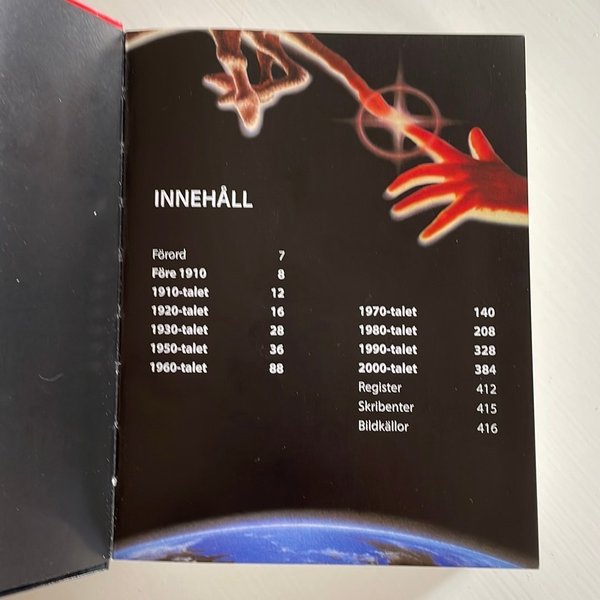 INNEHÅLL
Förord 7
Före 1910 8
1910-talet 12
1920-talet 16
1930-talet 28
1950-talet 36
1960-talet 88
1970-talet 140
1980-talet 208
1990-talet 328
2000-talet 384
Register 412
Skribenter 415
Bildkällor 416